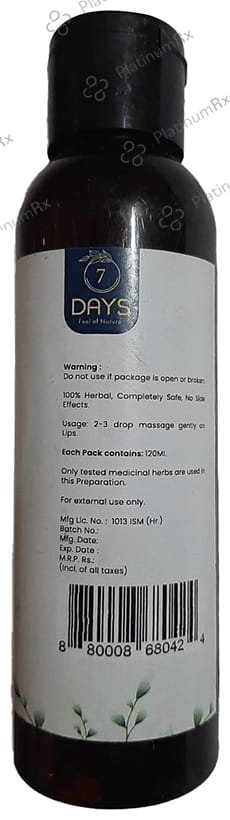 PlatinumRx
7
DAYS
Feel of Nature
Warning :
Do not use if package is open or broken.
100% Herbal, Completely Safe, No Side
Effects.
Usage: 2-3 drop massage gently on
Lips.
Each Pack contains: 120Ml.
Only tested medicinal herbs are used in
this Preparation.
For external use only.
Mfg Lic. No. : 1013 ISM (Hr.)
Batch No.:
Mfg. Date:
Exp. Date :
M.R.P. Rs.:
(Incl. of all taxes)
8 80008 68042 4